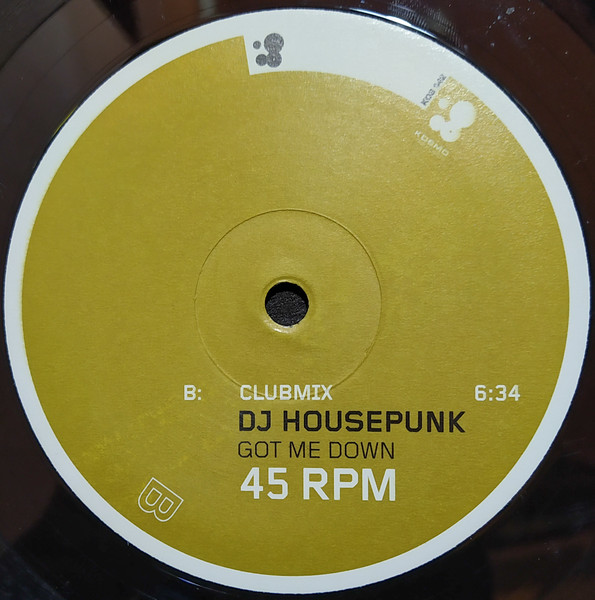 KOSMO
B: CLUBMIX 6:34
DJ HOUSEPUNK
GOT ME DOWN
45 RPM
B